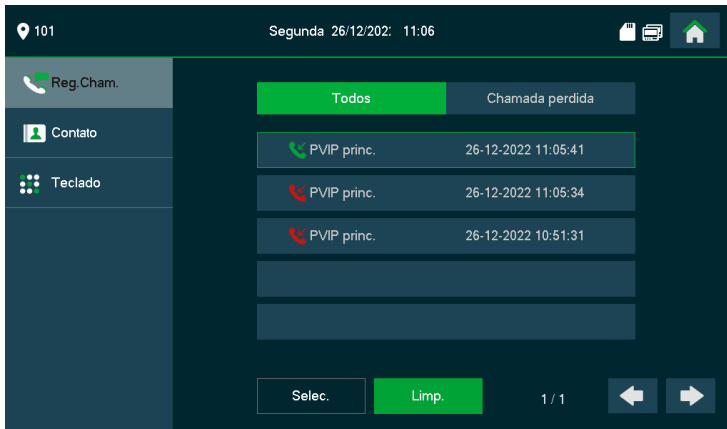 101
Segunda 26/12/202: 11:06
Reg.Cham.
Contato
Teclado
Todos
Chamada perdida
PVIP princ. 26-12-2022 11:05:41
PVIP princ. 26-12-2022 11:05:34
PVIP princ. 26-12-2022 10:51:31
Selec.
Limp.
1 / 1